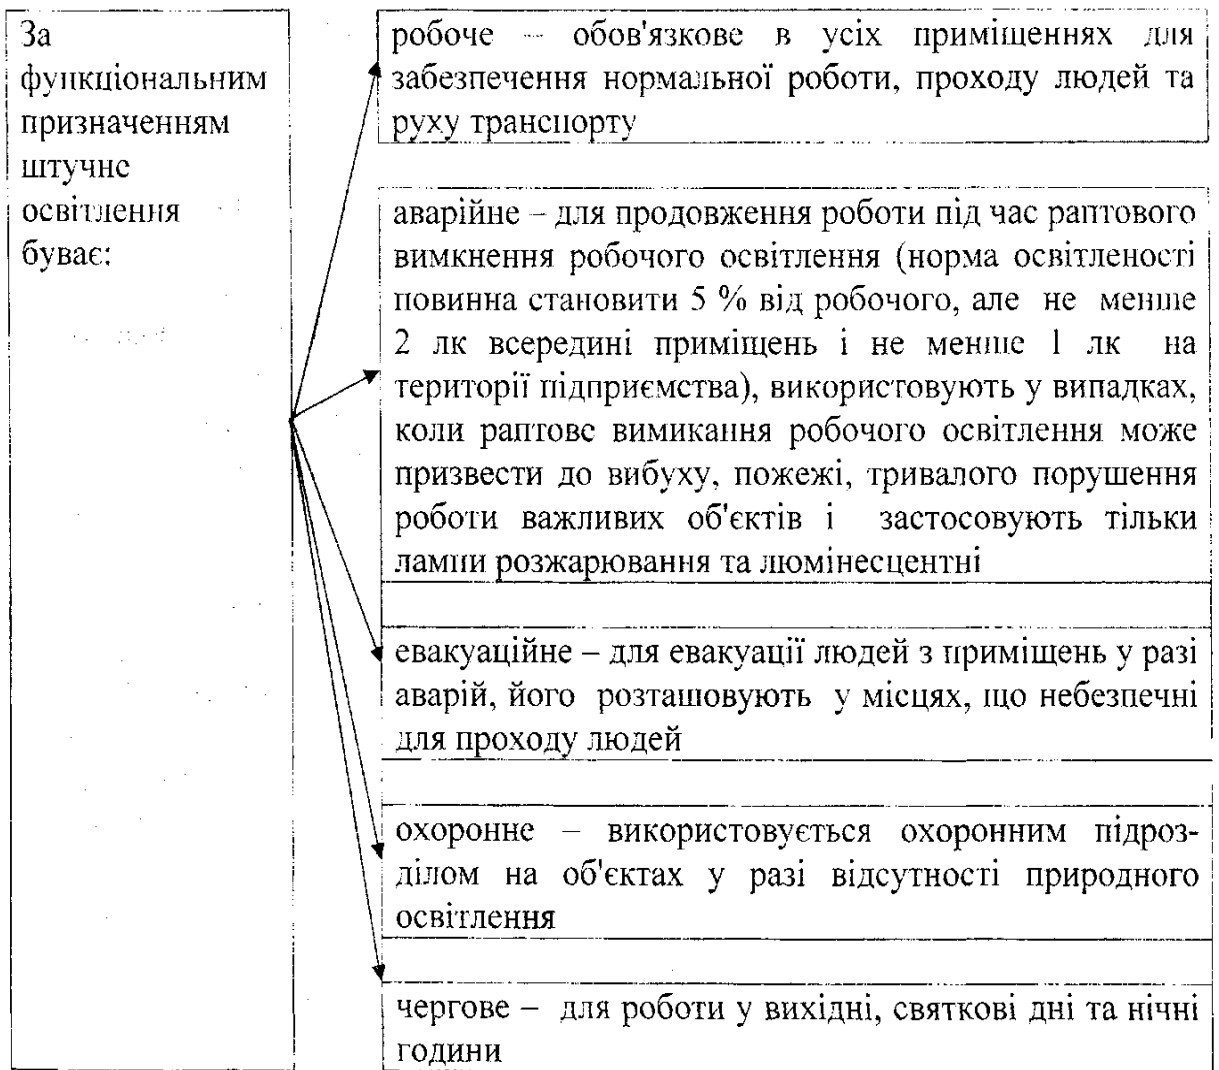 За
функціональним
призначенням
штучне
освітлення
буває:
робоче – обов'язкове в усіх приміщеннях для
забезпечення нормальної роботи, проходу людей та
руху транспорту
аварійне – для продовження роботи під час раптового
вимкнення робочого освітлення (норма освітленості
повинна становити 5 % від робочого, але не менше
2 лк всередині приміщень і не менше 1 лк на
території підприємства), використовують у випадках,
коли раптове вимикання робочого освітлення може
призвести до вибуху, пожежі, тривалого порушення
роботи важливих об'єктів і застосовують тільки
лампи розжарювання та люмінесцентні
евакуаційне – для евакуації людей з приміщень у разі
аварій, його розташовують у місцях, що небезпечні
для проходу людей
охоронне – використовується охоронним підроз-
ділом на об'єктах у разі відсутності природного
освітлення
чергове – для роботи у вихідні, святкові дні та нічні
години